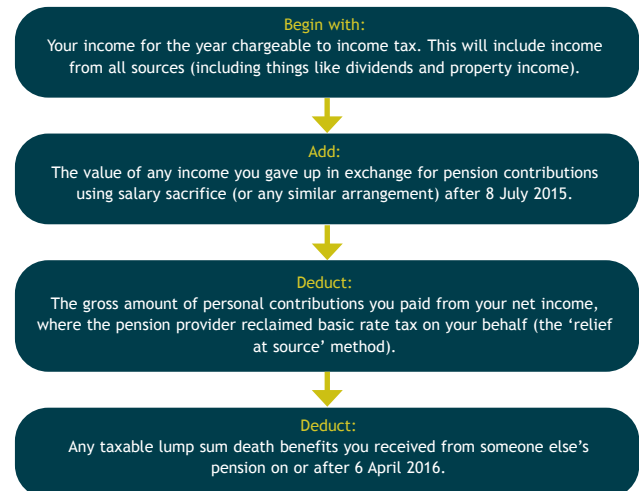 Begin with:
Your income for the year chargeable to income tax. This will include income
from all sources (including things like dividends and property income).
Add:
The value of any income you gave up in exchange for pension contributions
using salary sacrifice (or any similar arrangement) after 8 July 2015.
Deduct:
The gross amount of personal contributions you paid from your net income,
where the pension provider reclaimed basic rate tax on your behalf (the ‘relief
at source’ method).
Deduct:
Any taxable lump sum death benefits you received from someone else’s
pension on or after 6 April 2016.